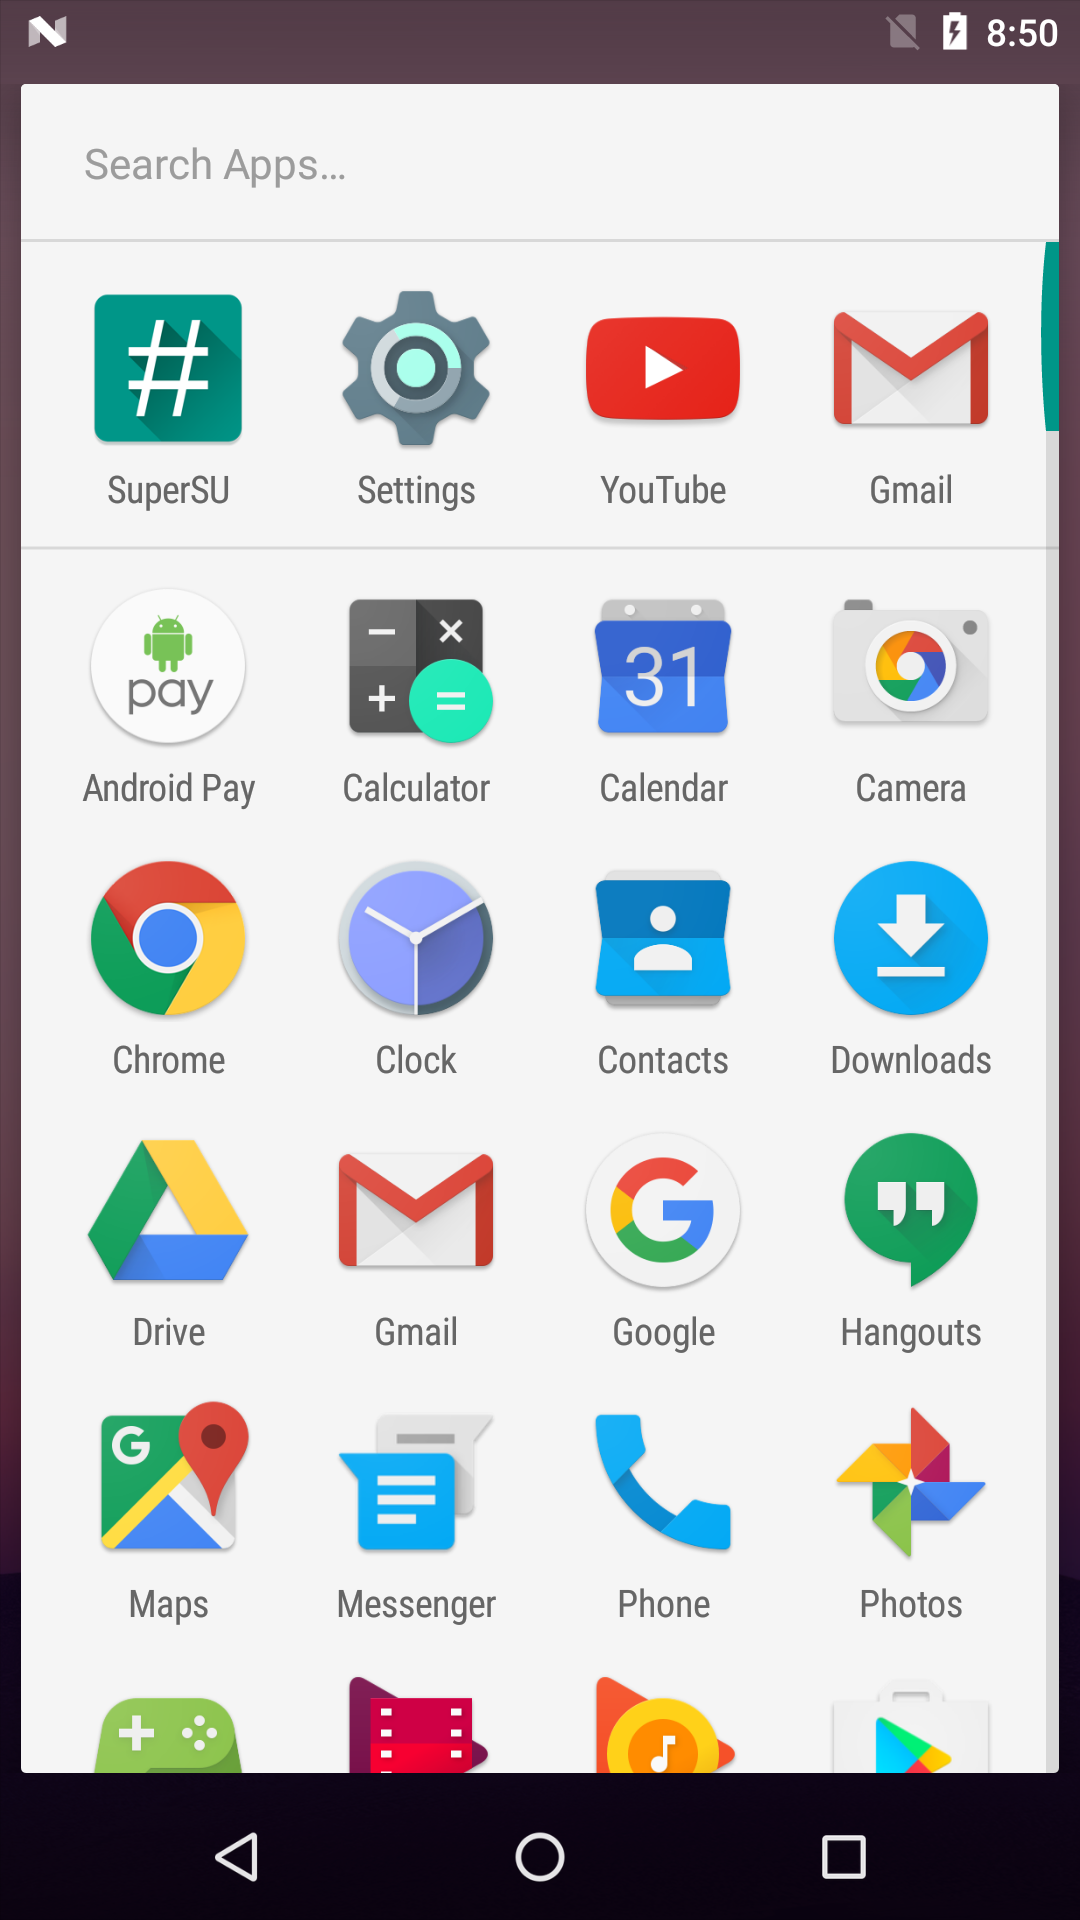 8:50
Search Apps…
SuperSU Settings YouTube Gmail
pay 31
Android Pay Calculator Calendar Camera
Chrome Clock Contacts Downloads
Drive Gmail Google Hangouts
Maps Messenger Phone Photos